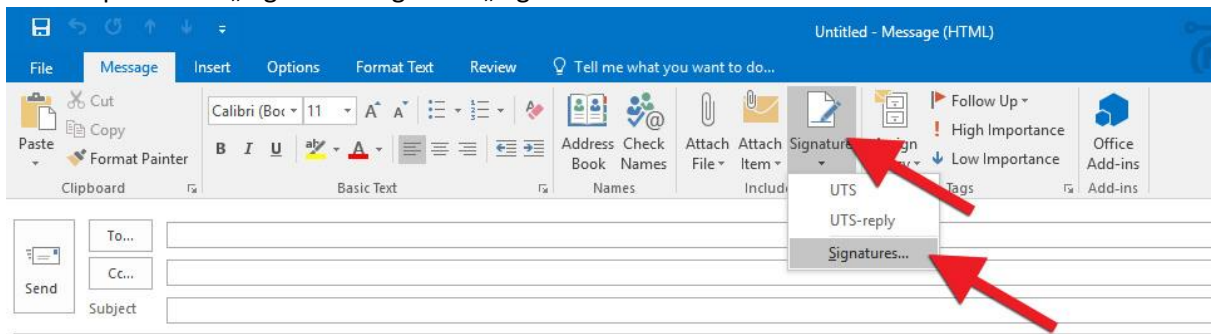 Untitled - Message (HTML)
File Message Insert Options Format Text Review Tell me what you want to do...
Cut
Copy
Format Painter
Paste
Clipboard
Calibri (Boc 11
B I U
Basic Text
Address Book
Check Names
Names
Attach File
Attach Item
Signature
Follow Up
High Importance
Low Importance
Tags
Office Add-ins
Add-ins
UTS
UTS-reply
Signatures...
Send
To...
Cc...
Subject